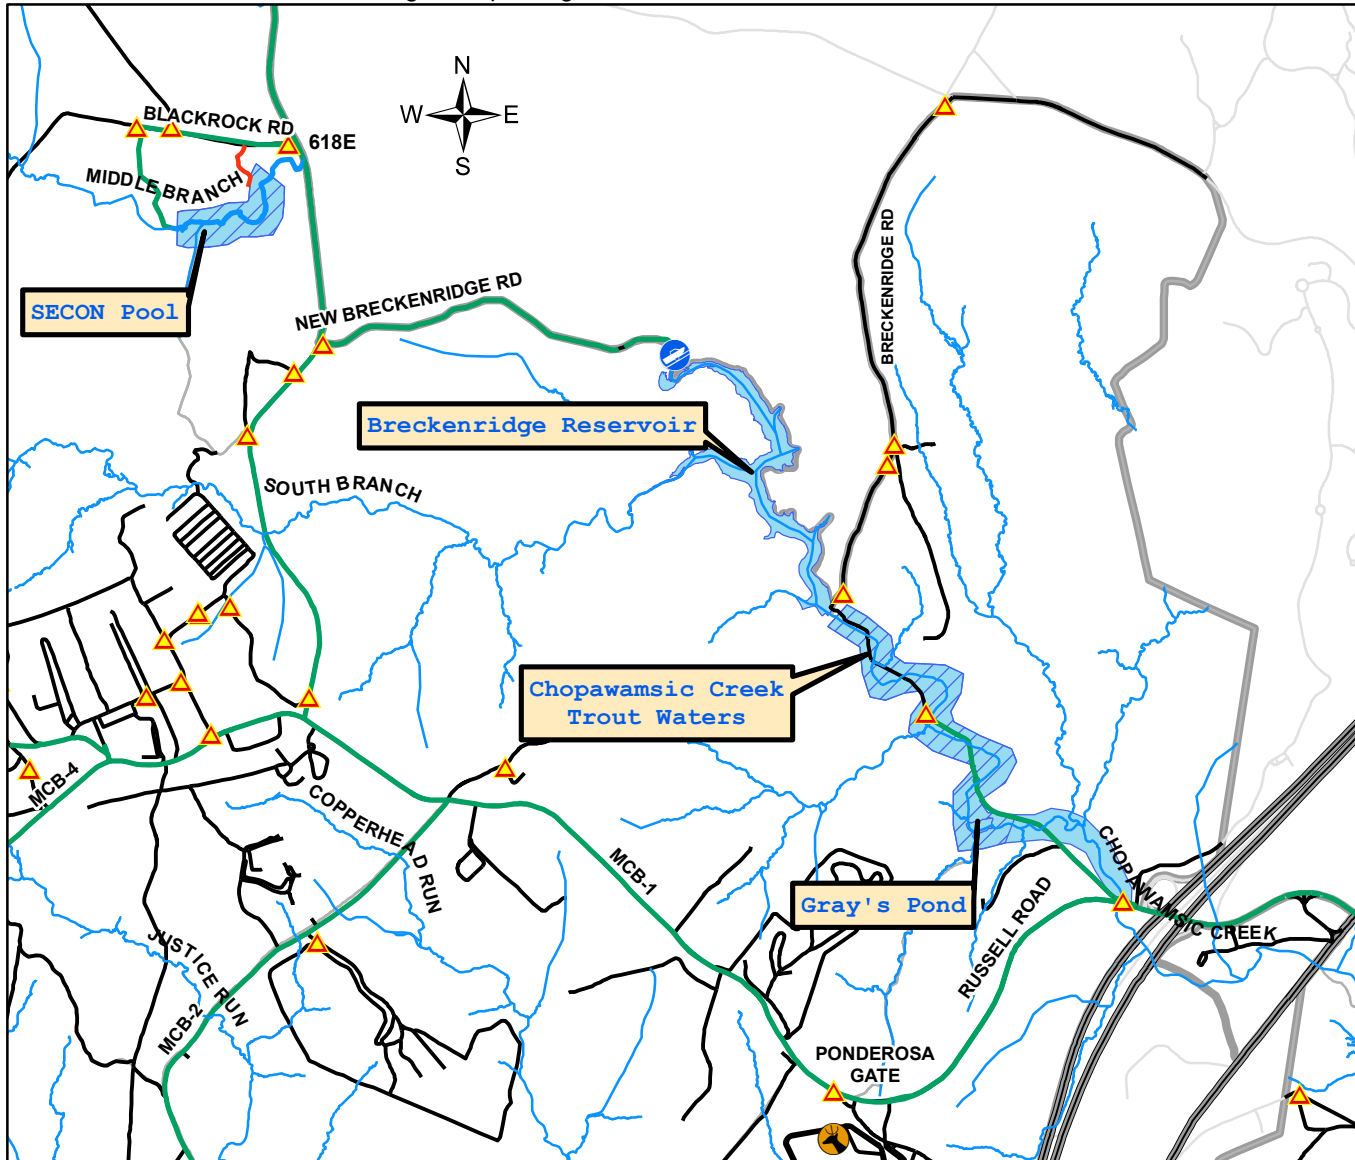 N
W
E
S
BLACKROCK RD
618E
MIDDLE BRANCH
SECON Pool
NEW BRECKENRIDGE RD
BRECKENRIDGE RD
Breckenridge Reservoir
SOUTH BRANCH
Chopawamsic Creek
Trout Waters
MCB-4
COPPERHEAD RUN
MCB-1
CHOPAWAMSIC CREEK
Gray's Pond
RUSSELL ROAD
JUSTICE RUN
MCB-2
PONDEROSA
GATE